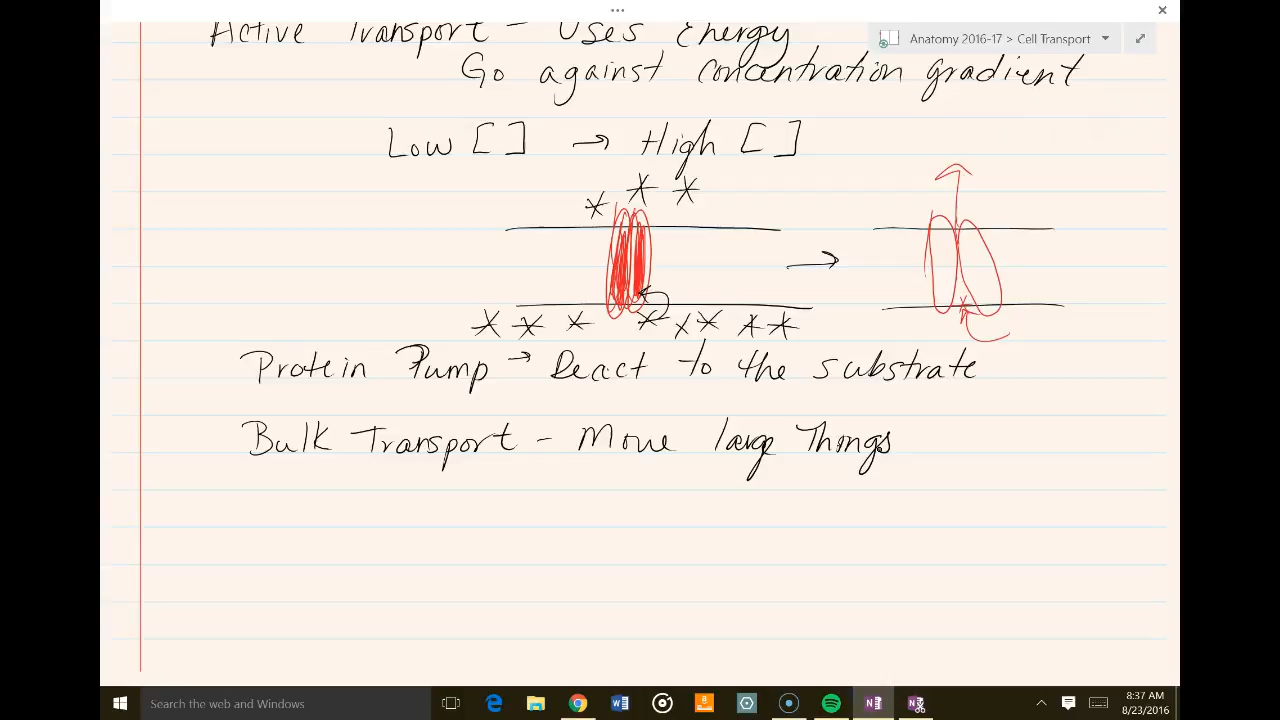 ...
Anatomy 2016-17 > Cell Transport
Active Transport - Uses Energy
Go against concentration gradient
Low [ ] → High [ ]
Protein Pump → React to the substrate
Bulk Transport - Move large Things
Search the web and Windows
8:37 AM
8/23/2016